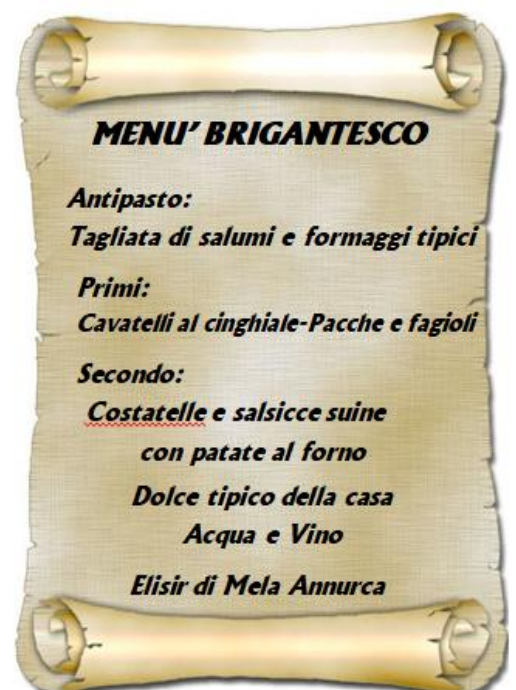 MENU' BRIGANTESCO
Antipasto:
Tagliata di salumi e formaggi tipici
Primi:
Cavatelli al cinghiale-Pacche e fagioli
Secondo:
Costatelle e salsicce suine
con patate al forno
Dolce tipico della casa
Acqua e Vino
Elisir di Mela Annurca